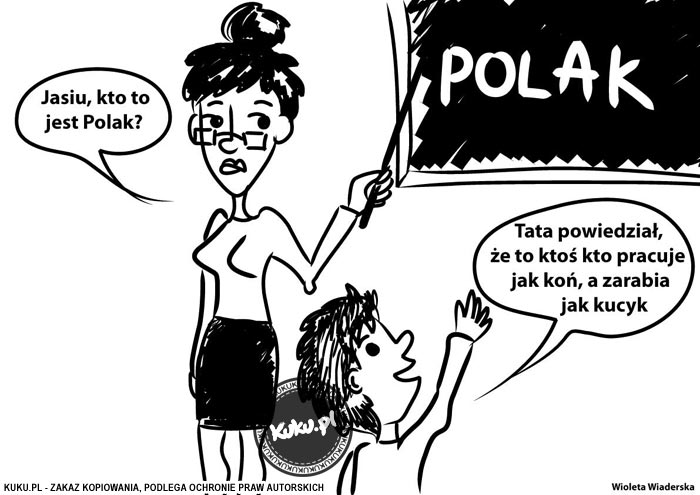 POLAK
Jasiu, kto to
jest Polak?
Tata powiedział,
że to ktoś kto pracuje
jak koń, a zarabia
jak kucyk
kuku.pl
KUKU.PL - ZAKAZ KOPIOWANIA, PODLEGA OCHRONIE PRAW AUTORSKICH
Wioleta Wiaderska